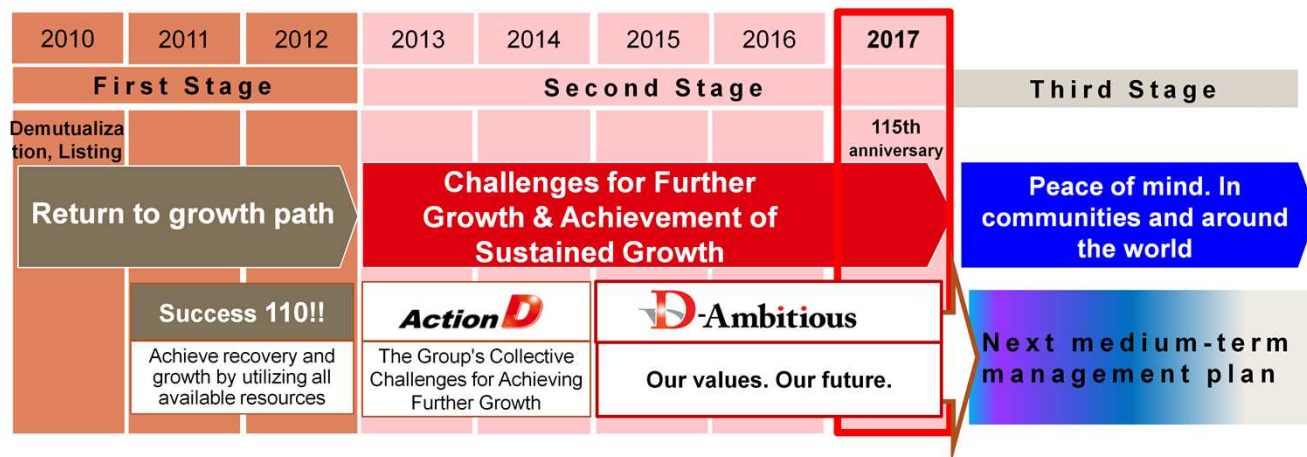 2010 2011 2012 2013 2014 2015 2016 2017
First Stage Second Stage Third Stage
Demutualiza
tion, Listing
115th
anniversary
Return to growth path
Challenges for Further
Growth & Achievement of
Sustained Growth
Peace of mind. In
communities and around
the world
Success 110!!
Achieve recovery and
growth by utilizing all
available resources
Action D
The Group's Collective
Challenges for Achieving
Further Growth
D-Ambitious
Our values. Our future.
Next medium-term
management plan